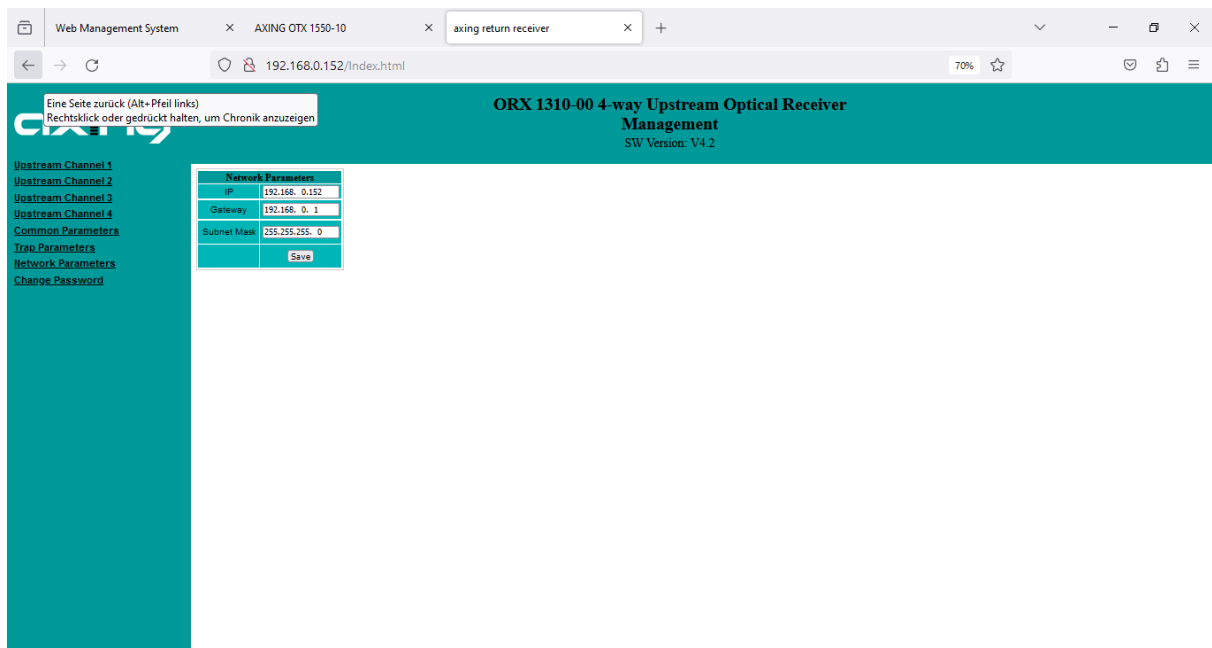 Web Management System
AXING OTX 1550-10
axing return receiver
192.168.0.152/Index.html
70%
Eine Seite zurück (Alt+Pfeil links)
Rechtsklick oder gedrückt halten, um Chronik anzuzeigen
ORX 1310-00 4-way Upstream Optical Receiver
Management
SW Version: V4.2
Upstream Channel 1
Upstream Channel 2
Upstream Channel 3
Upstream Channel 4
Common Parameters
Trap Parameters
Network Parameters
Change Password
Network Parameters
IP 192.168. 0.152
Gateway 192.168. 0. 1
Subnet Mask 255.255.255. 0
Save